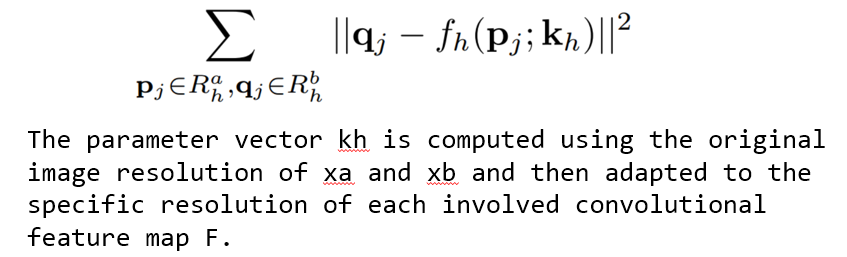 ∑ ||q_j − f_h(p_j; k_h)||²
p_j∈R_h^a, q_j∈R_h^b
The parameter vector kh is computed using the original
image resolution of xa and xb and then adapted to the
specific resolution of each involved convolutional
feature map F.